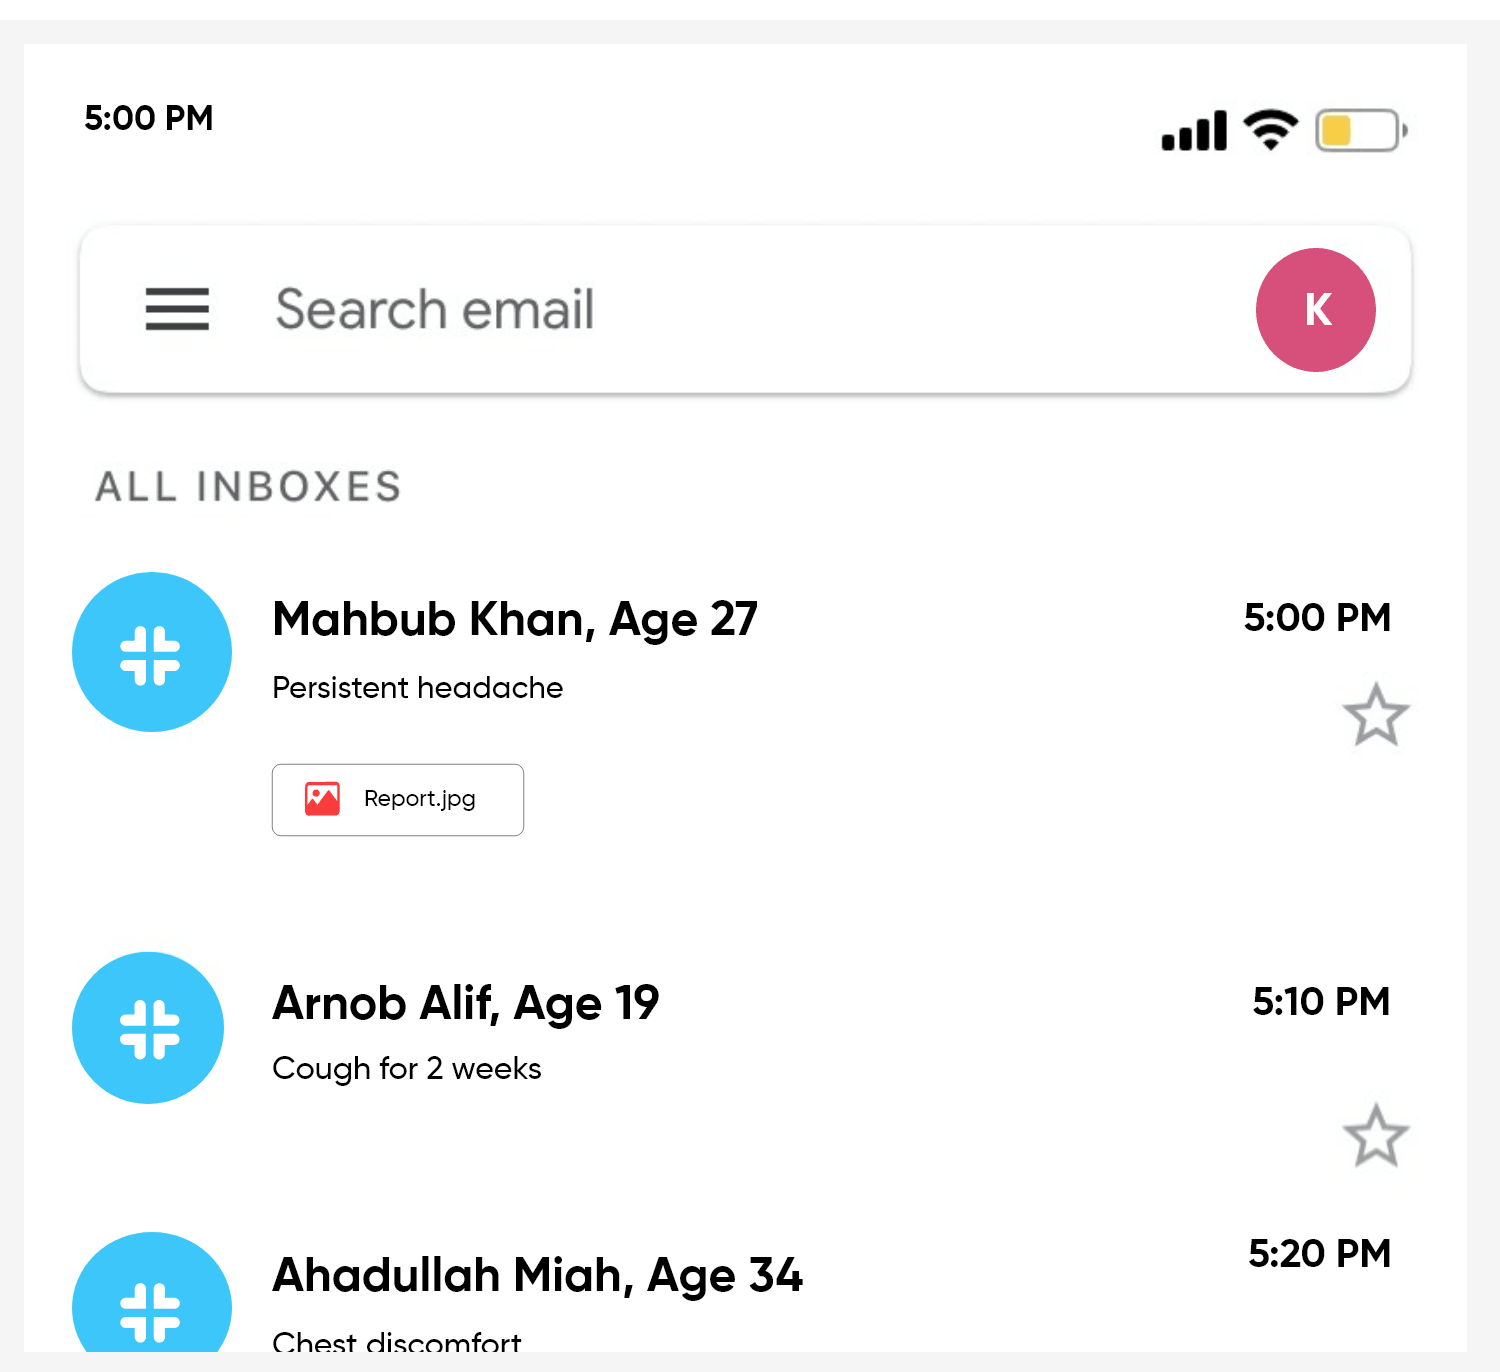 5:00 PM
Search email
K
ALL INBOXES
Mahbub Khan, Age 27
5:00 PM
Persistent headache
Report.jpg
Arnob Alif, Age 19
5:10 PM
Cough for 2 weeks
Ahadullah Miah, Age 34
5:20 PM
Chest discomfort